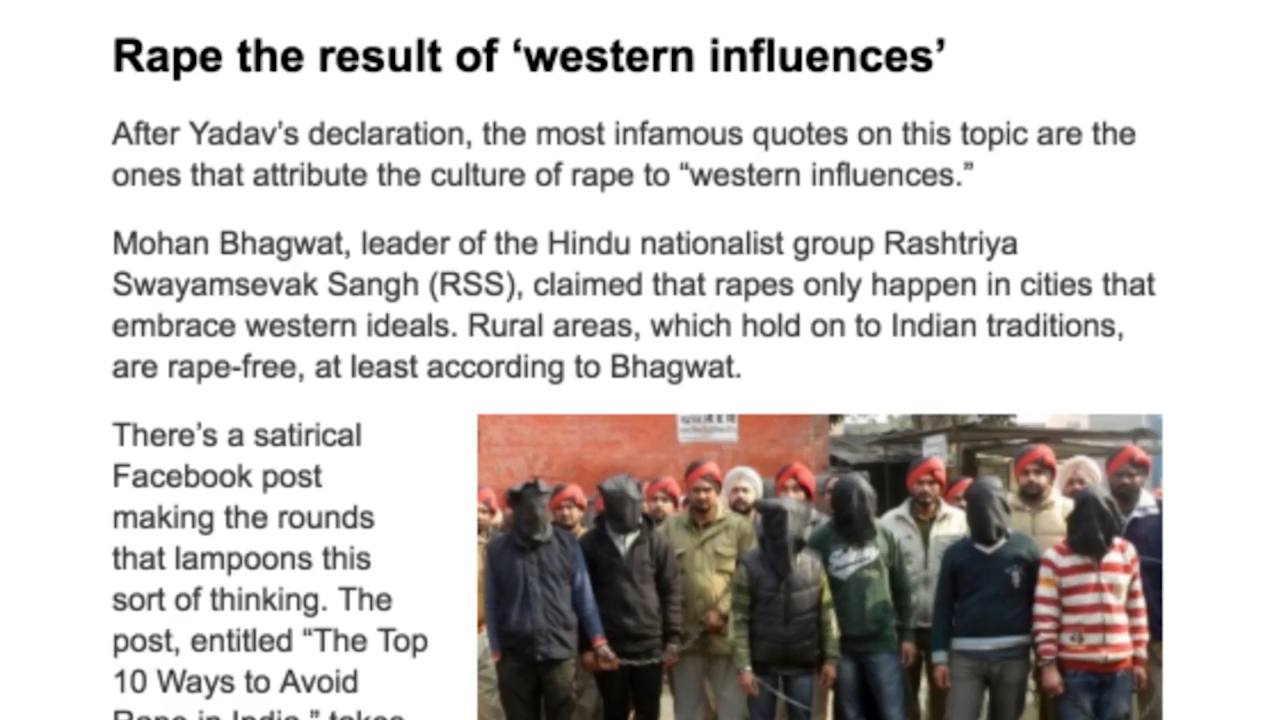 Rape the result of ‘western influences’
After Yadav’s declaration, the most infamous quotes on this topic are the
ones that attribute the culture of rape to “western influences.”
Mohan Bhagwat, leader of the Hindu nationalist group Rashtriya
Swayamsevak Sangh (RSS), claimed that rapes only happen in cities that
embrace western ideals. Rural areas, which hold on to Indian traditions,
are rape-free, at least according to Bhagwat.
There’s a satirical
Facebook post
making the rounds
that lampoons this
sort of thinking. The
post, entitled “The Top
10 Ways to Avoid
Rape in India,” takes